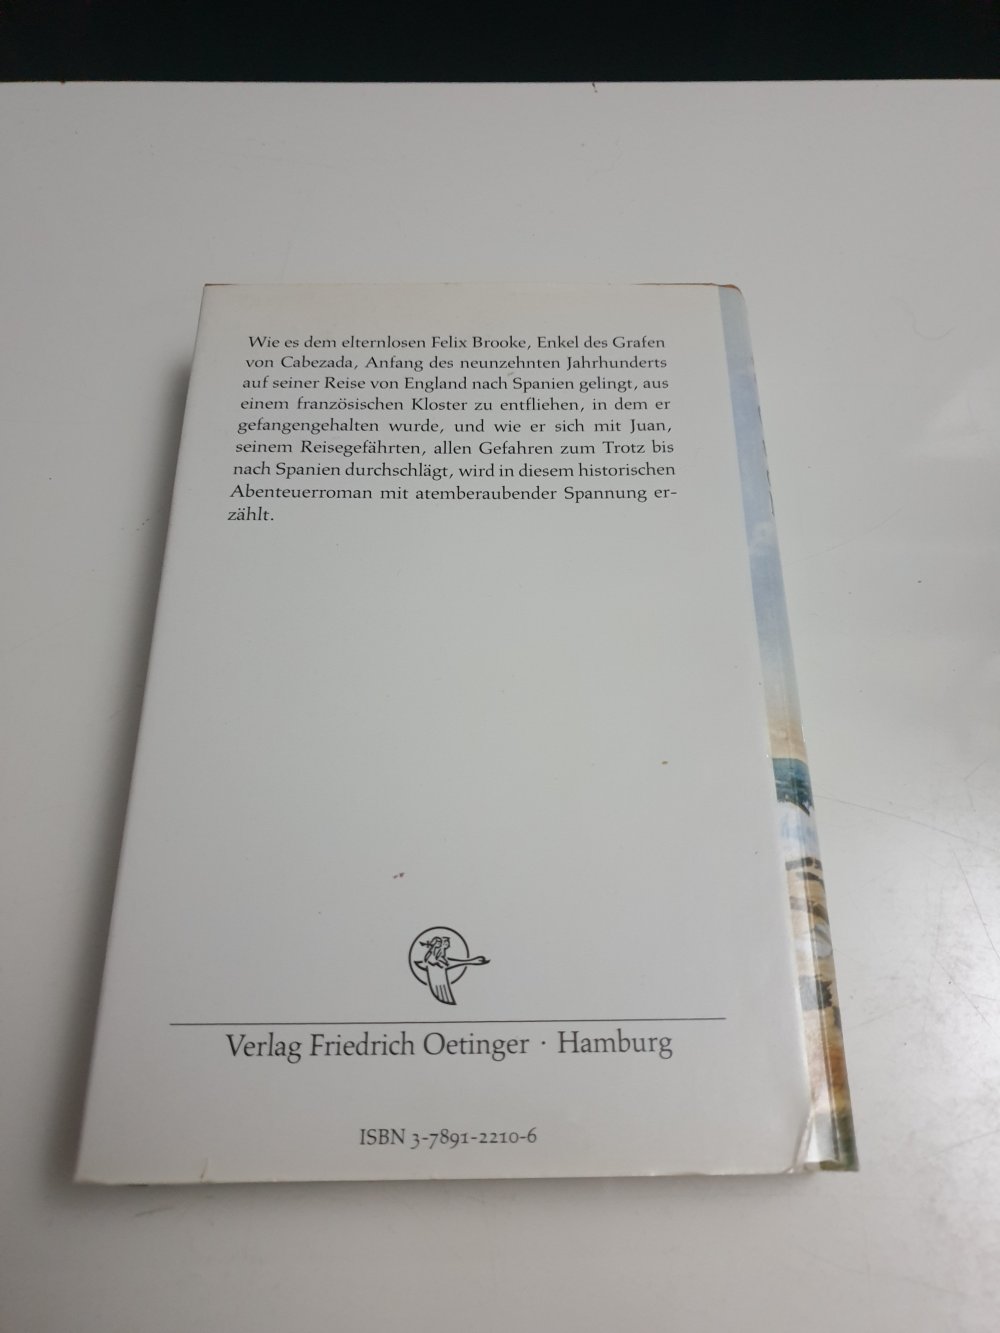 Wie es dem elternlosen Felix Brooke, Enkel des Grafen
von Cabezada, Anfang des neunzehnten Jahrhunderts
auf seiner Reise von England nach Spanien gelingt, aus
einem französischen Kloster zu entfliehen, in dem er
gefangengehalten wurde, und wie er sich mit Juan,
seinem Reisegefährten, allen Gefahren zum Trotz bis
nach Spanien durchschlägt, wird in diesem historischen
Abenteuerroman mit atemberaubender Spannung er-
zählt.
Verlag Friedrich Oetinger · Hamburg
ISBN 3-7891-2210-6